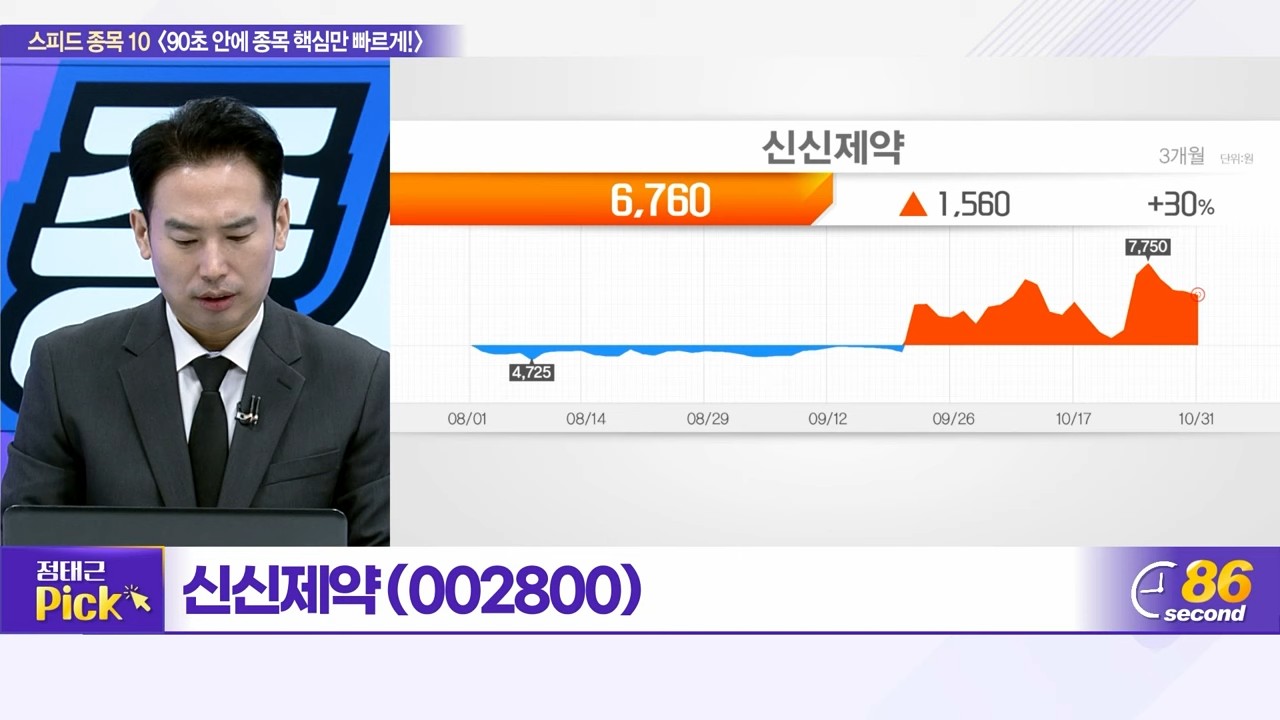 스피드 종목 10 <90초 안에 종목 핵심만 빠르게!>
신신제약
3개월 단위:원
6,760 ▲ 1,560 +30%
7,750
4,725
08/01 08/14 08/29 09/12 09/26 10/17 10/31
정태근
Pick
신신제약(002800)
86
second